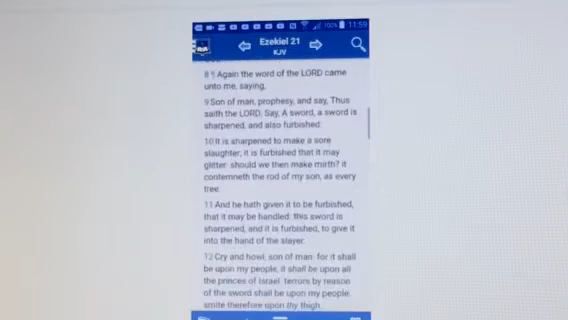 100% 11:59
Ezekiel 21
KJV
8 ¶ Again the word of the LORD came
unto me, saying,
9 Son of man, prophesy, and say, Thus
saith the LORD; Say, A sword, a sword is
sharpened, and also furbished:
10 It is sharpened to make a sore
slaughter; it is furbished that it may
glitter: should we then make mirth? it
contemneth the rod of my son, as every
tree.
11 And he hath given it to be furbished,
that it may be handled: this sword is
sharpened, and it is furbished, to give it
into the hand of the slayer.
12 Cry and howl, son of man: for it shall
be upon my people, it shall be upon all
the princes of Israel: terrors by reason
of the sword shall be upon my people:
smite therefore upon thy thigh.